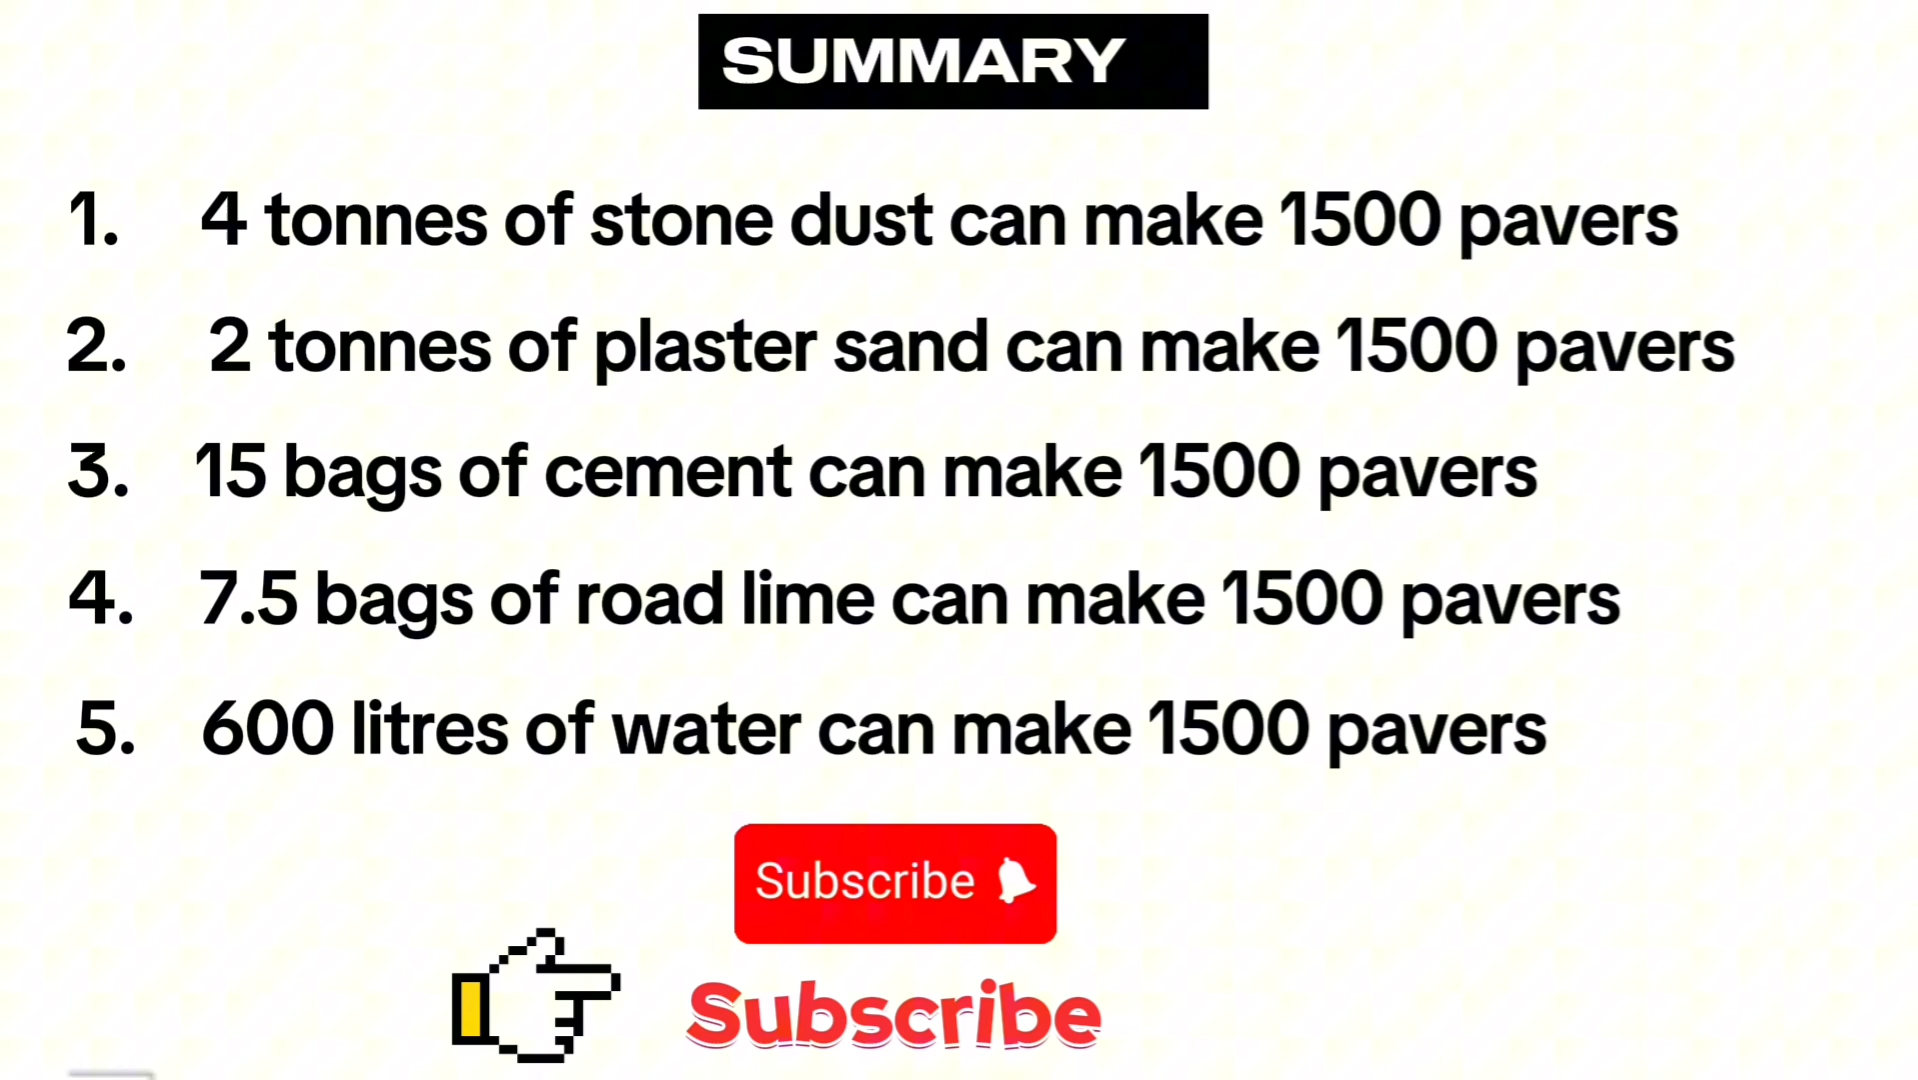 SUMMARY
1. 4 tonnes of stone dust can make 1500 pavers
2. 2 tonnes of plaster sand can make 1500 pavers
3. 15 bags of cement can make 1500 pavers
4. 7.5 bags of road lime can make 1500 pavers
5. 600 litres of water can make 1500 pavers
Subscribe
Subscribe